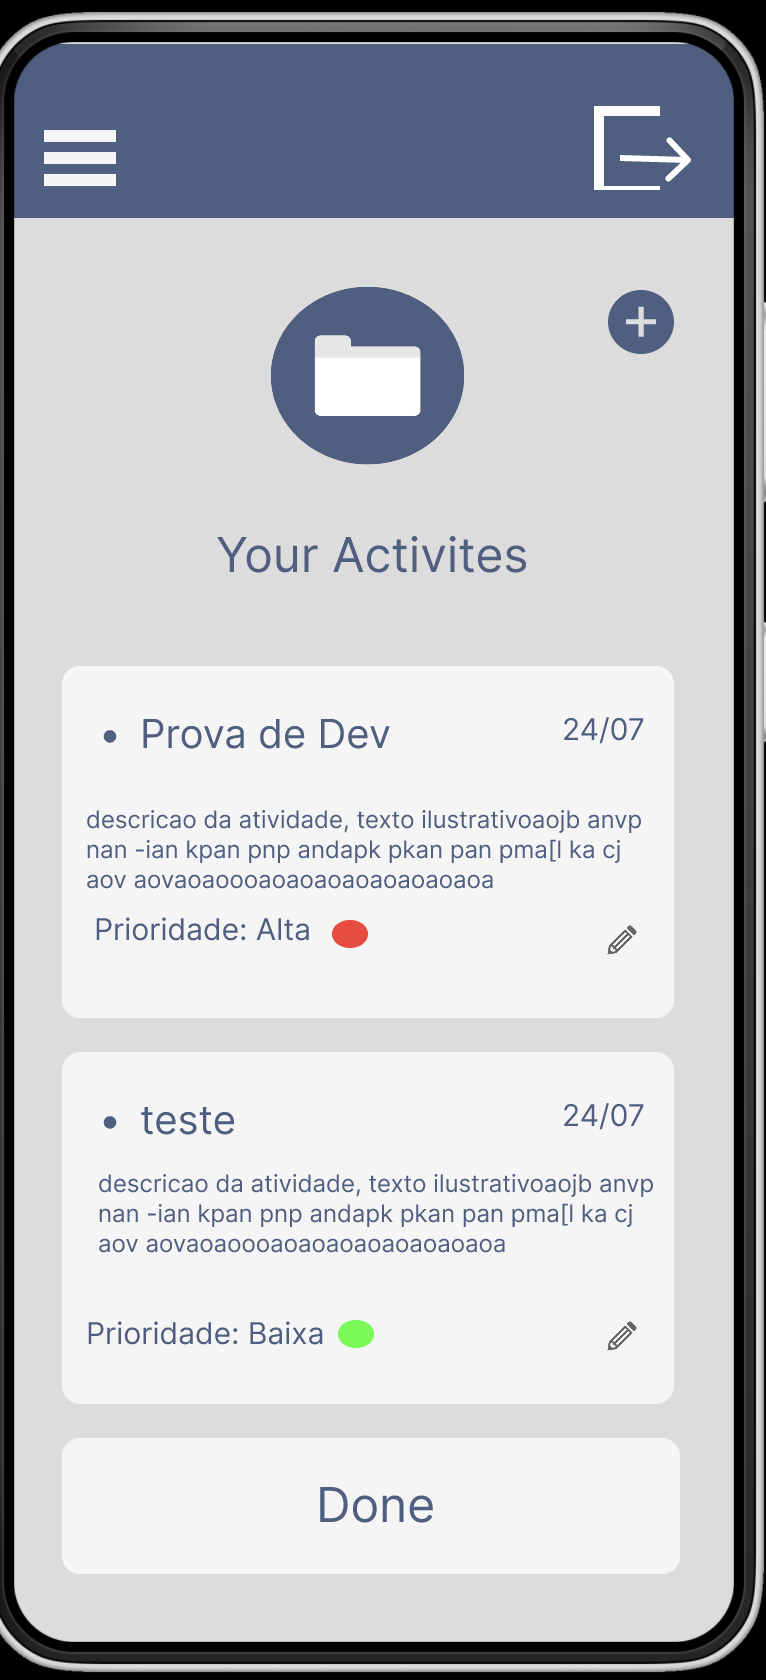 Your Activites
• Prova de Dev
24/07
descricao da atividade, texto ilustrativoaojb anvp
nan -ian kpan pnp andapk pkan pan pma[l ka cj
aov aovaoaoooaoaoaoaoaoaoaoaoa
Prioridade: Alta
• teste
24/07
descricao da atividade, texto ilustrativoaojb anvp
nan -ian kpan pnp andapk pkan pan pma[l ka cj
aov aovaoaoooaoaoaoaoaoaoaoaoa
Prioridade: Baixa
Done